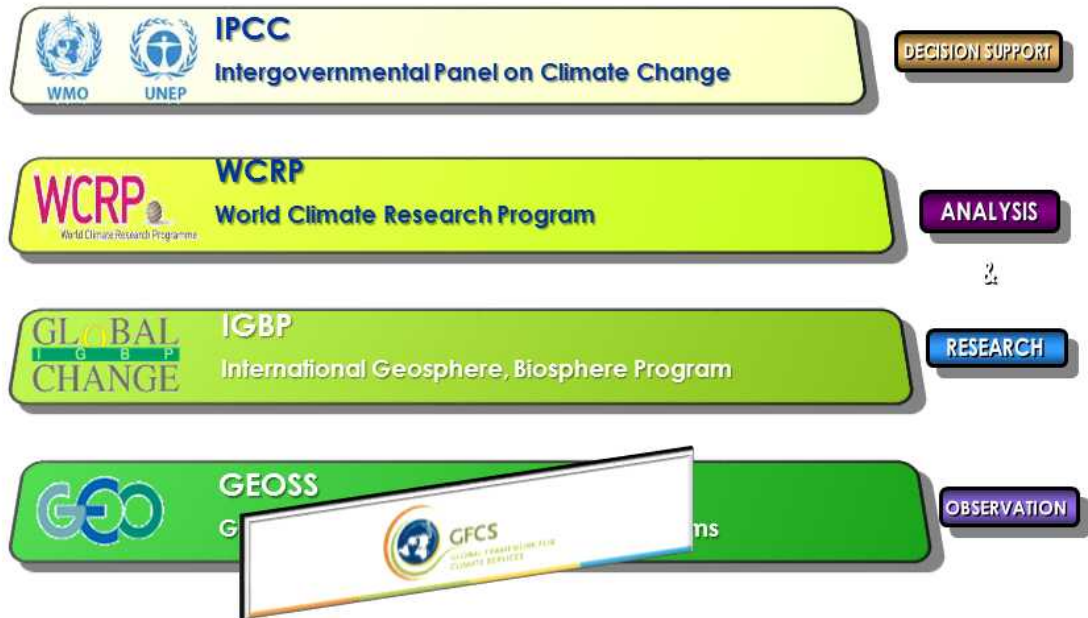 IPCC
Intergovernmental Panel on Climate Change
WMO
UNEP
DECISION SUPPORT
WCRP
World Climate Research Programme
WCRP
World Climate Research Program
ANALYSIS
&
GLOBAL
IGBP
CHANGE
IGBP
International Geosphere, Biosphere Program
RESEARCH
GEO
GEOSS
G
ms
OBSERVATION
GFCS
GLOBAL FRAMEWORK FOR
CLIMATE SERVICES